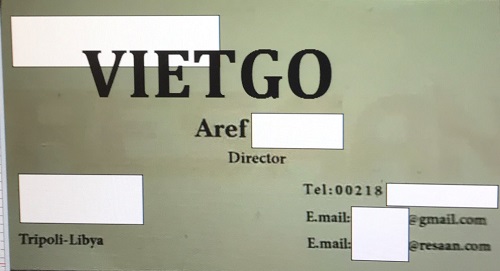 VIETGO
Aref
Director
Tel:00218
E.mail: @gmail.com
E.mail: @resaan.com
Tripoli-Libya